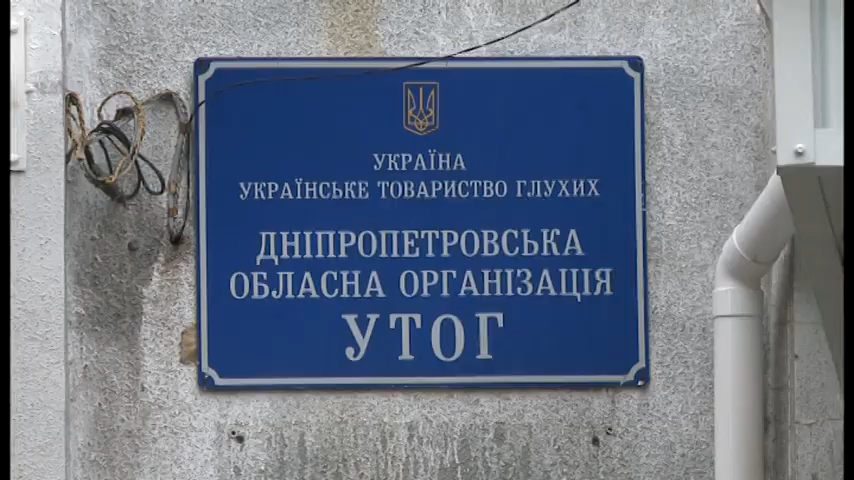 УКРАЇНА
УКРАЇНСЬКЕ ТОВАРИСТВО ГЛУХИХ
ДНІПРОПЕТРОВСЬКА
ОБЛАСНА ОРГАНІЗАЦІЯ
УТОГ